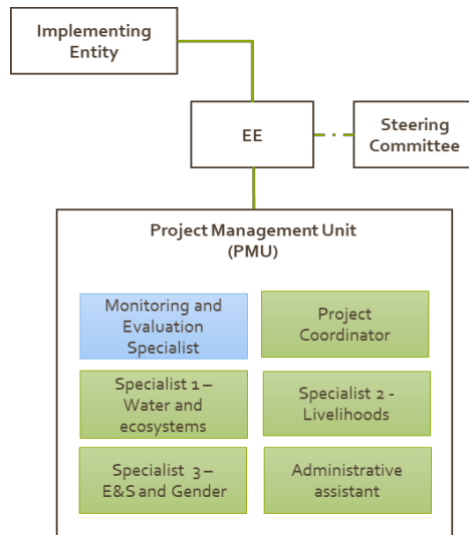 Implementing
Entity
EE
Steering
Committee
Project Management Unit
(PMU)
Monitoring and
Evaluation
Specialist
Project
Coordinator
Specialist 1 –
Water and
ecosystems
Specialist 2 -
Livelihoods
Specialist 3 –
E&S and Gender
Administrative
assistant